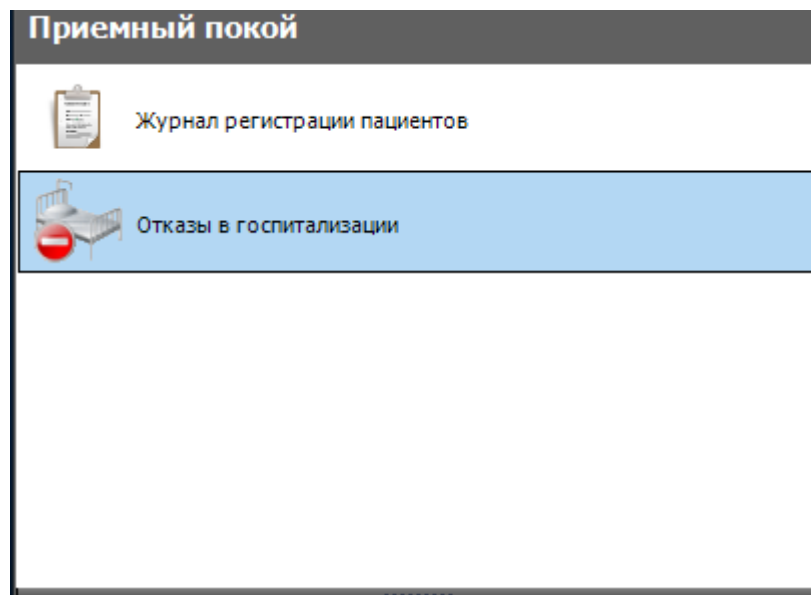 Приемный покой
Журнал регистрации пациентов
Отказы в госпитализации